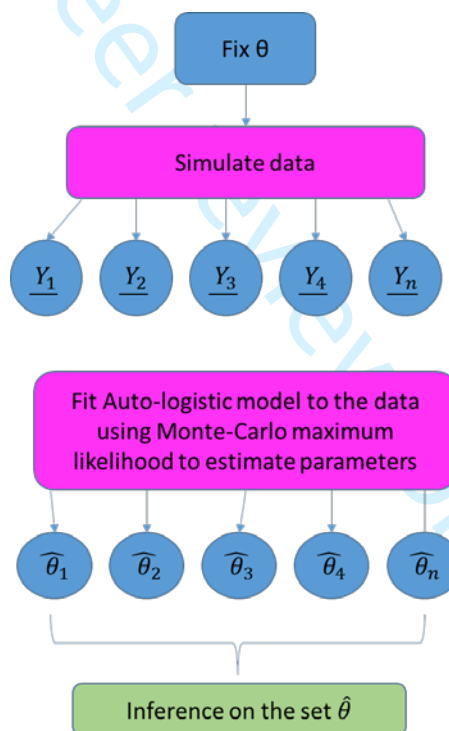 Fix θ
Simulate data
Y₁ Y₂ Y₃ Y₄ Yₙ
Fit Auto-logistic model to the data
using Monte-Carlo maximum
likelihood to estimate parameters
θ̂₁ θ̂₂ θ̂₃ θ̂₄ θ̂ₙ
Inference on the set θ̂